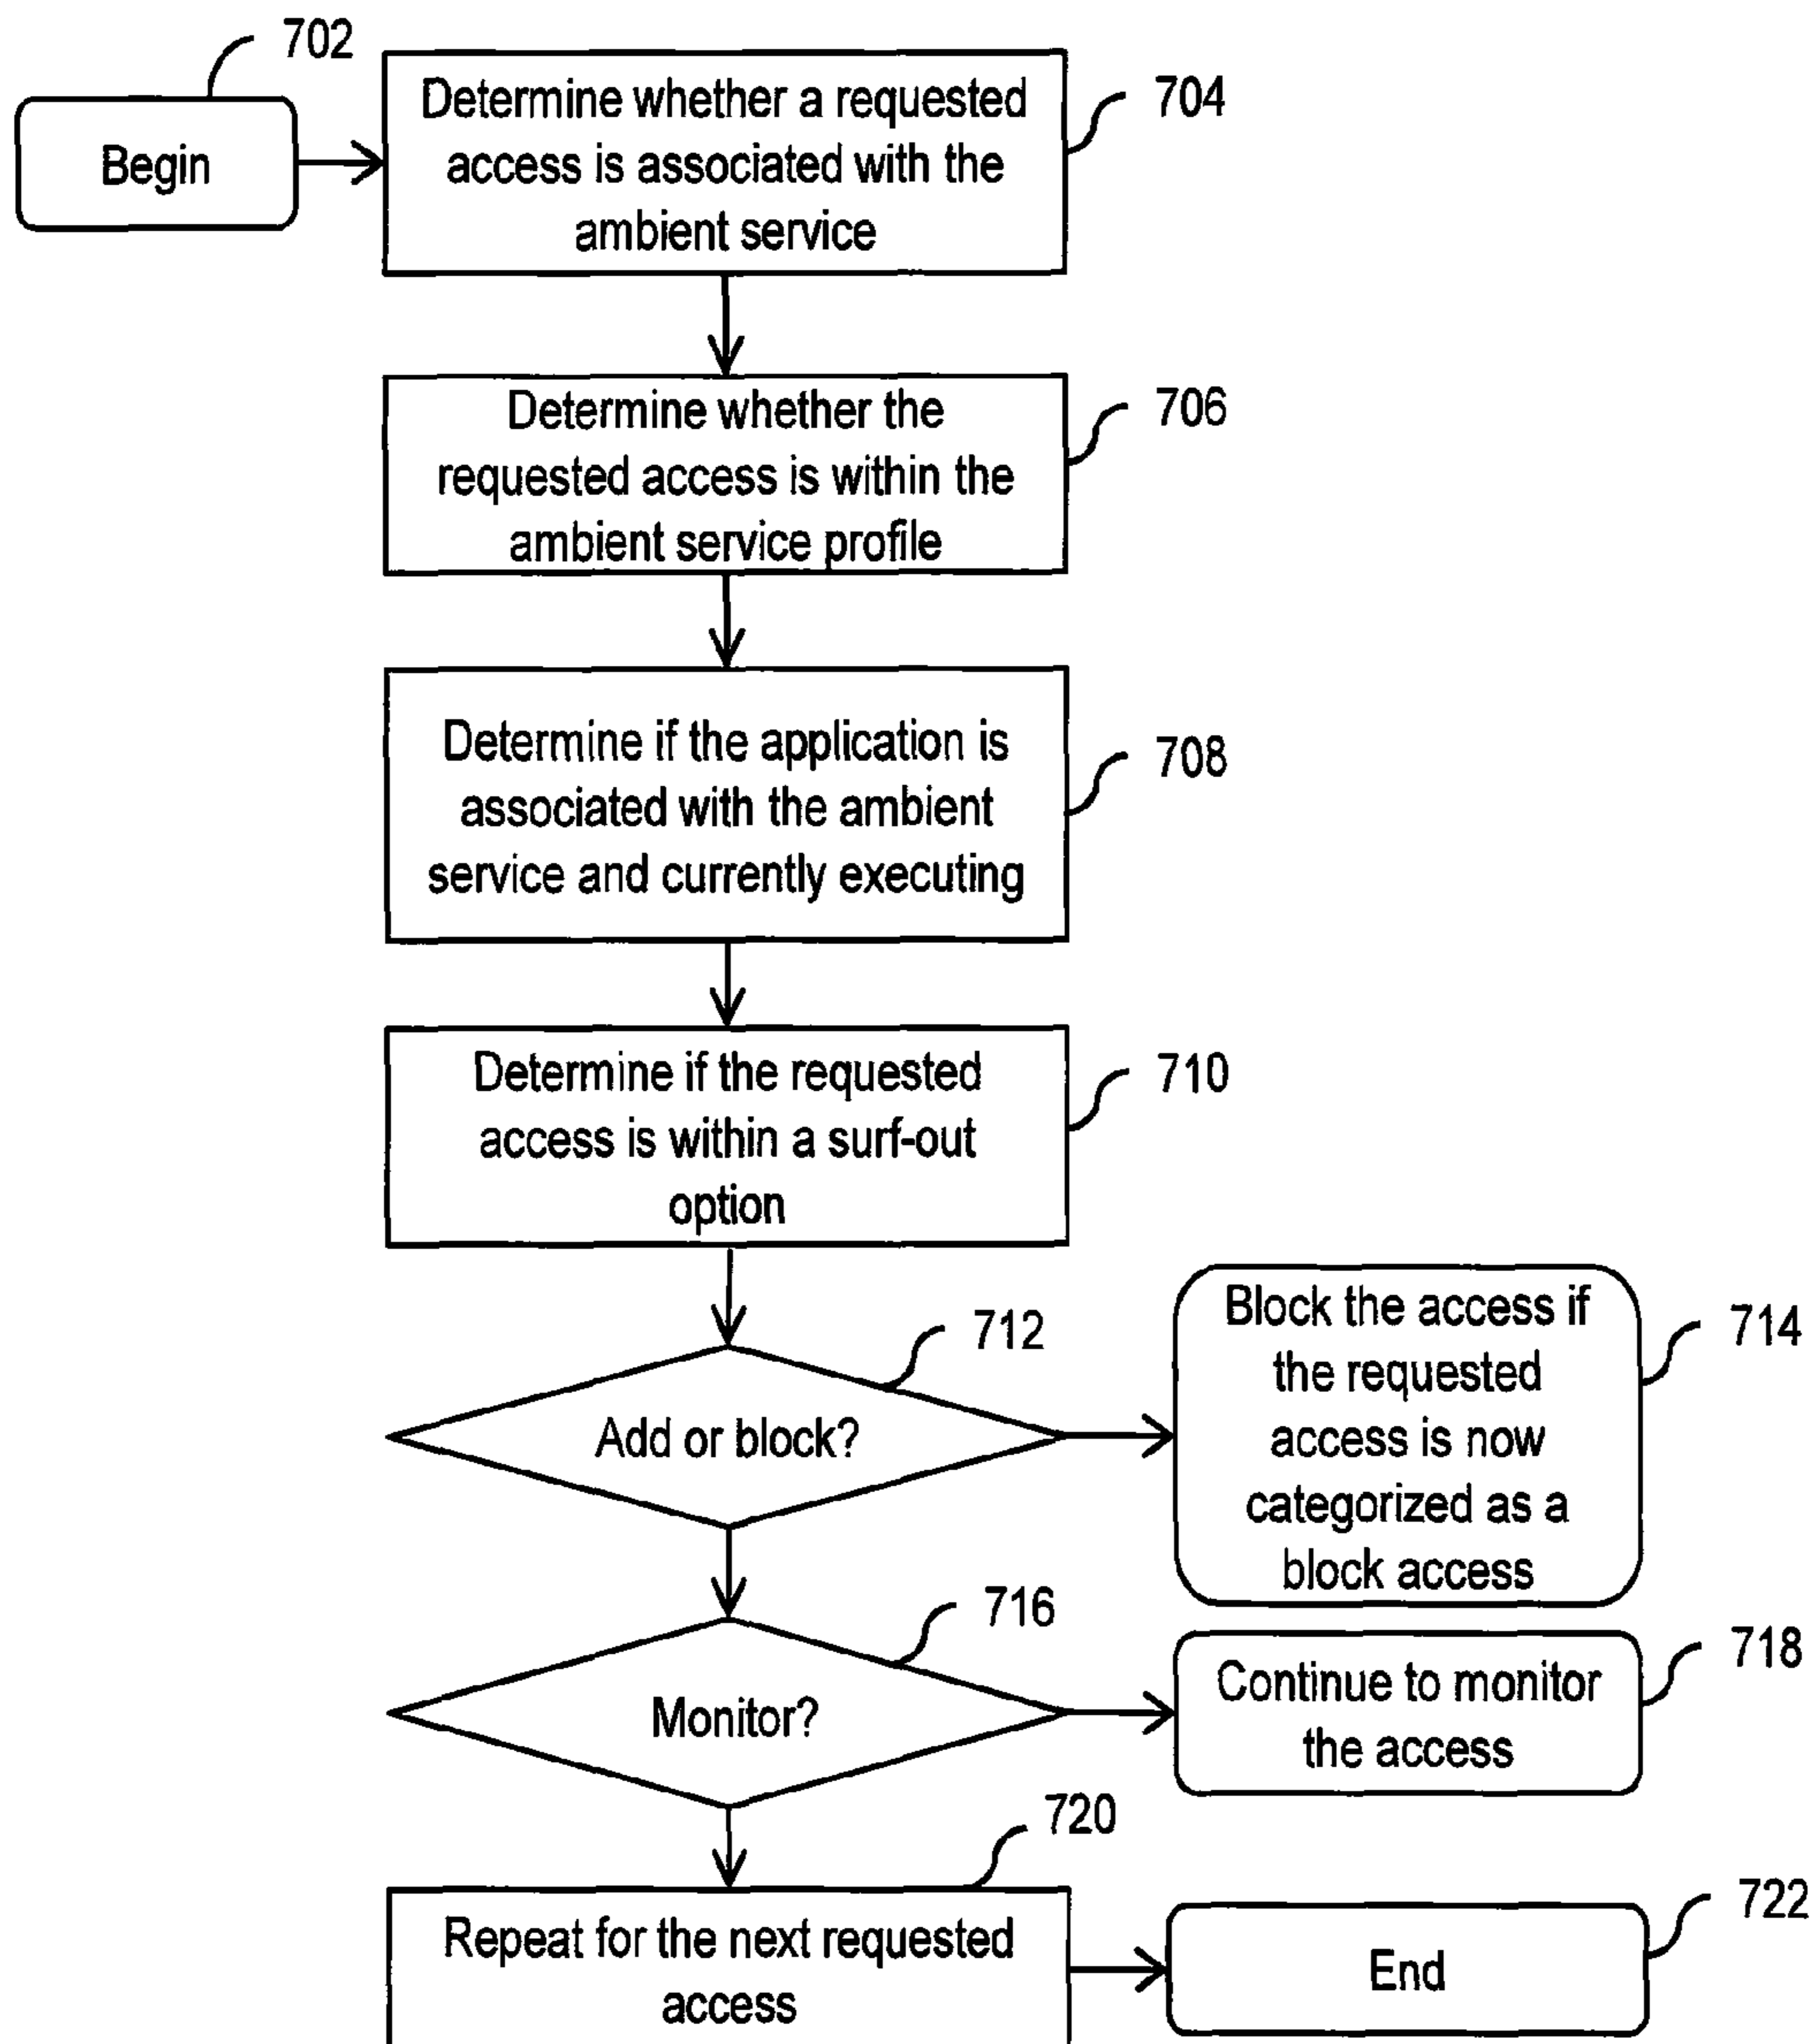 702
Begin
Determine whether a requested
access is associated with the
ambient service
704
Determine whether the
requested access is within the
ambient service profile
706
Determine if the application is
associated with the ambient
service and currently executing
708
Determine if the requested
access is within a surf-out
option
710
Add or block?
712
Block the access if
the requested
access is now
categorized as a
block access
714
Monitor?
716
Continue to monitor
the access
718
Repeat for the next requested
access
720
End
722